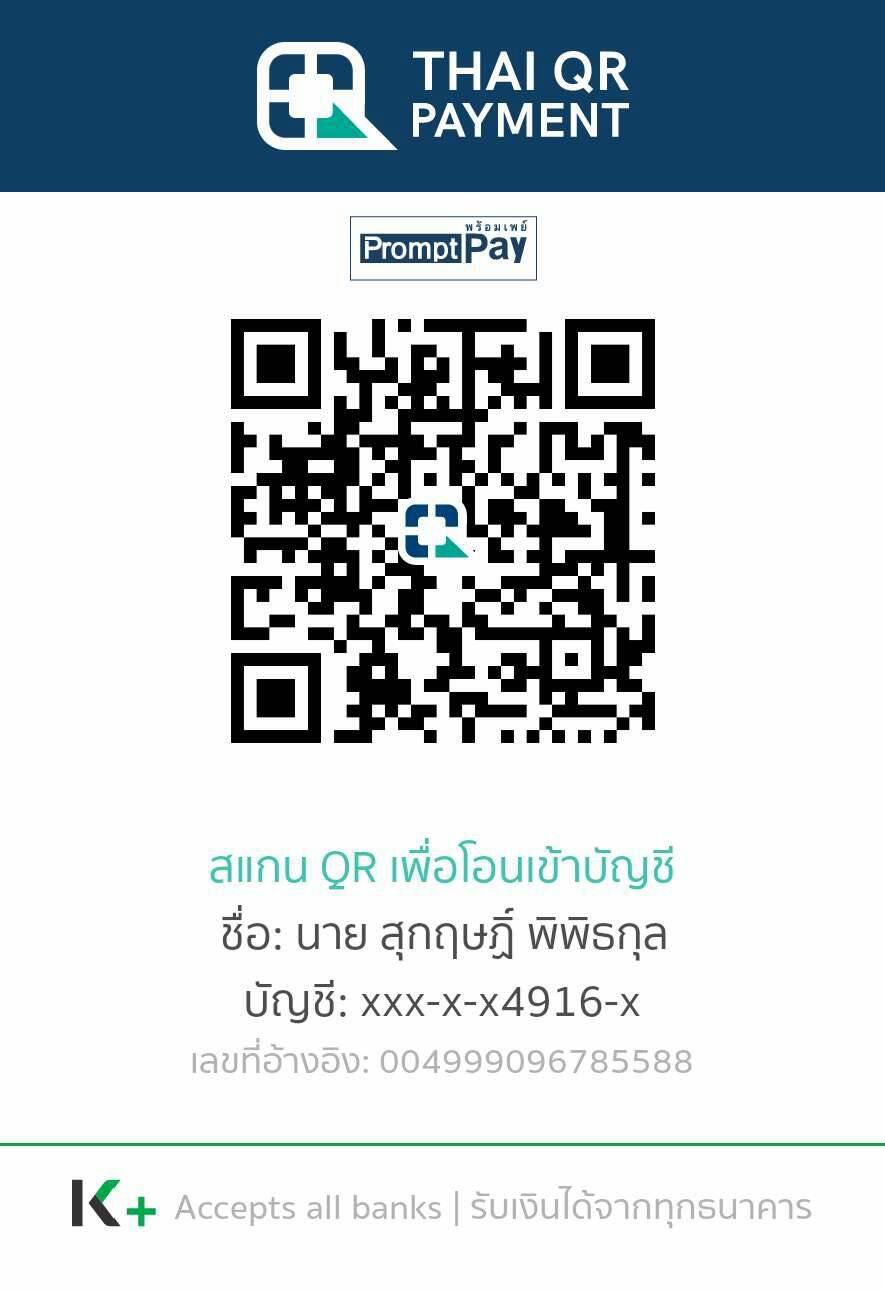 THAI QR
PAYMENT
พร้อมเพย์
PromptPay
สแกน QR เพื่อโอนเข้าบัญชี
ชื่อ: นาย สุกฤษฏิ์ พิพิธกุล
บัญชี: xxx-x-x4916-x
เลขที่อ้างอิง: 004999096785588
K+ Accepts all banks | รับเงินได้จากทุกธนาคาร